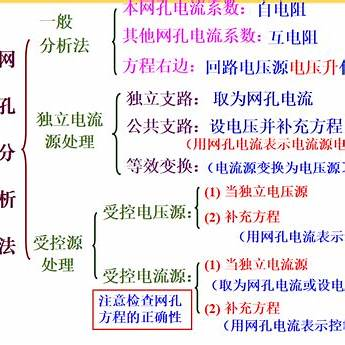 网孔分析法
一般
分析法
本网孔电流系数：自电阻
其他网孔电流系数：互电阻
方程右边：回路电压源电压升
独立电流
源处理
独立支路：取为网孔电流
公共支路：设电压并补充方程
（用网孔电流表示电流源电
等效变换：（电流源变换为电压源
受控源
处理
受控电压源：
(1) 当独立电压源
(2) 补充方程
（用网孔电流表示
受控电流源：
(1) 当独立电流源
（取为网孔电流或设电
(2) 补充方程
（用网孔电流表示控
注意检查网孔
方程的正确性